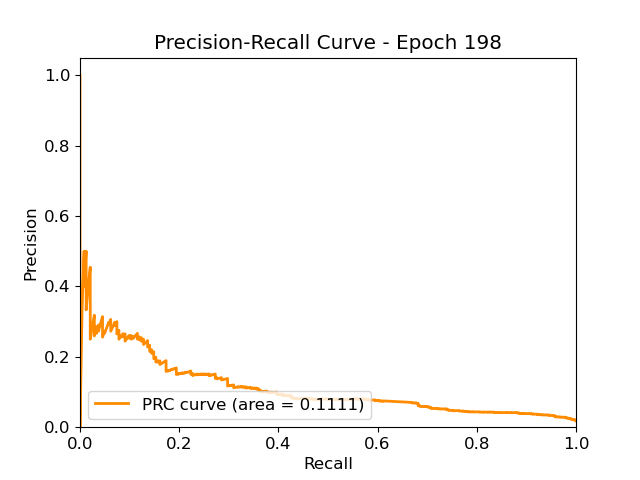 Precision-Recall Curve - Epoch 198
1.0
0.8
0.6
0.4
0.2
0.0
Precision
PRC curve (area = 0.1111)
0.0 0.2 0.4 0.6 0.8 1.0
Recall